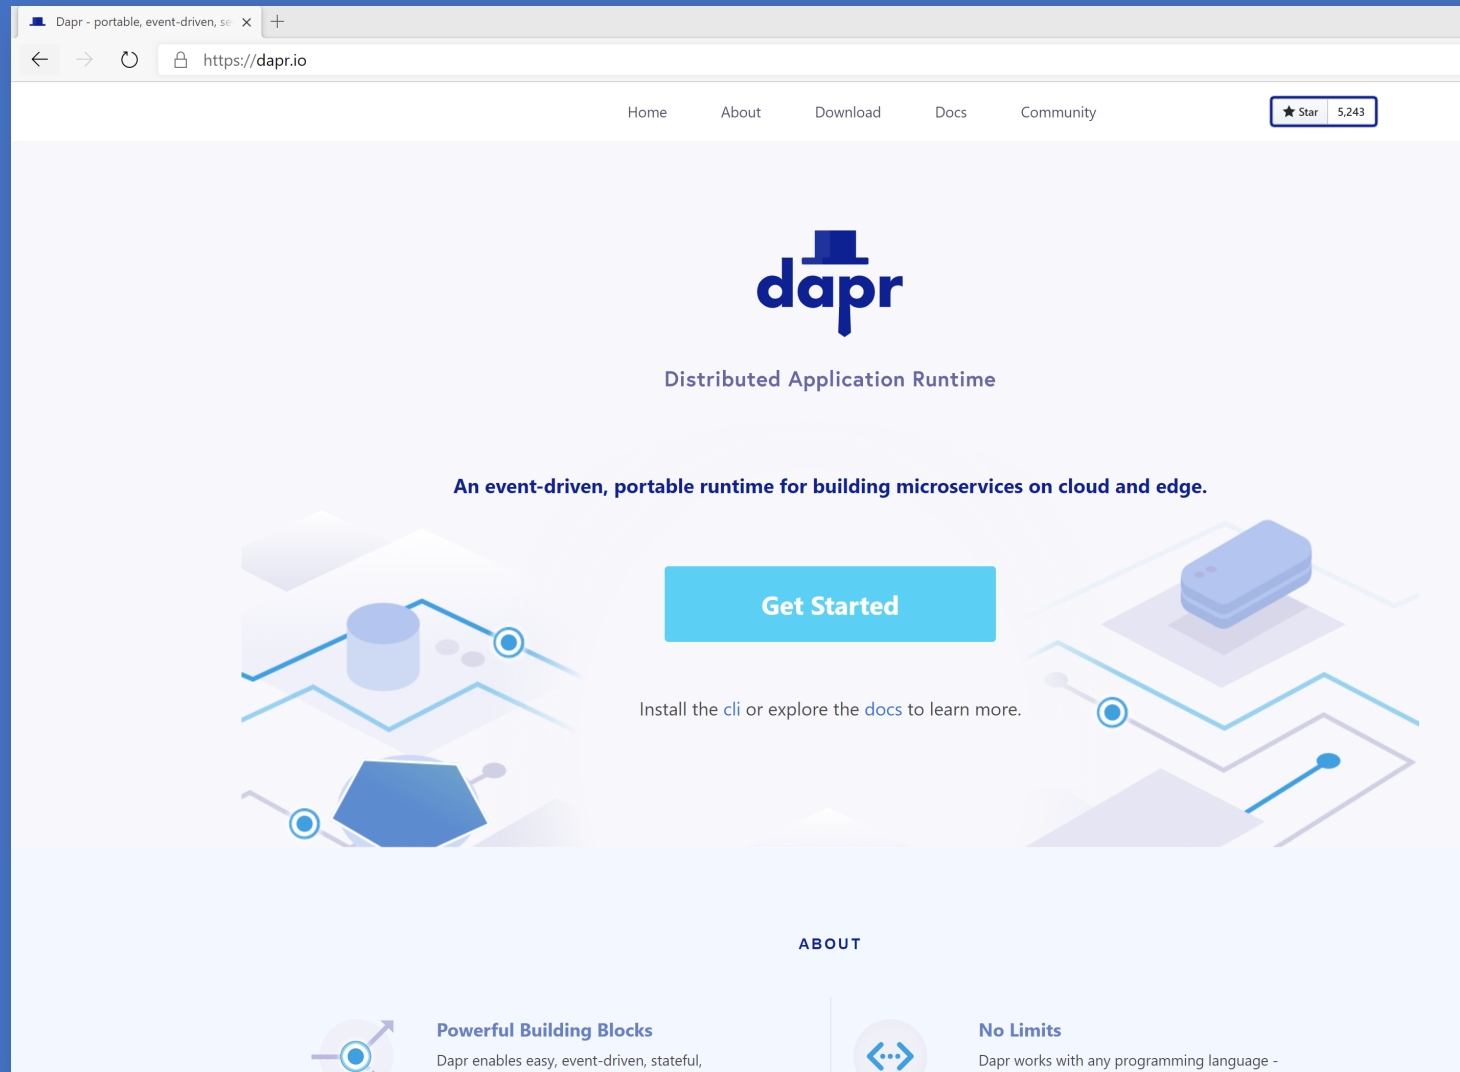 Dapr - portable, event-driven, se
https://dapr.io
Home About Download Docs Community
Star 5,243
dapr
Distributed Application Runtime
An event-driven, portable runtime for building microservices on cloud and edge.
Get Started
Install the cli or explore the docs to learn more.
ABOUT
Powerful Building Blocks
Dapr enables easy, event-driven, stateful,
No Limits
Dapr works with any programming language -